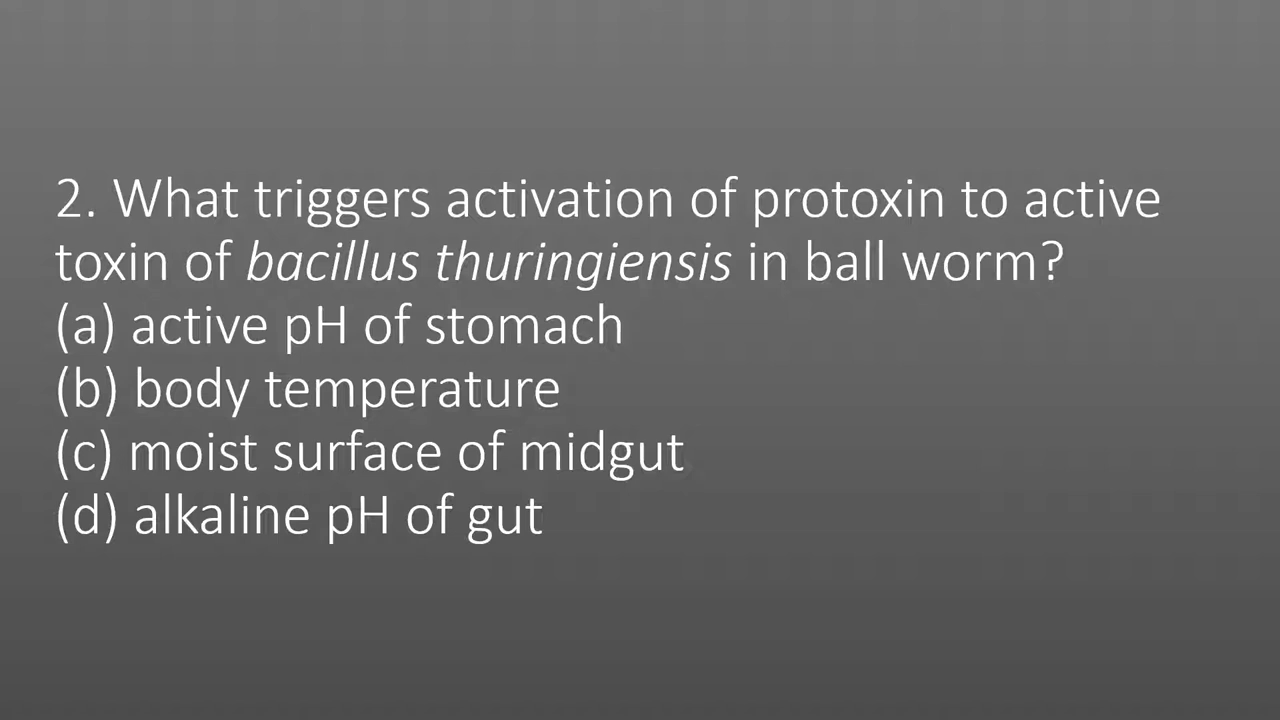 2. What triggers activation of protoxin to active
toxin of bacillus thuringiensis in ball worm?
(a) active pH of stomach
(b) body temperature
(c) moist surface of midgut
(d) alkaline pH of gut